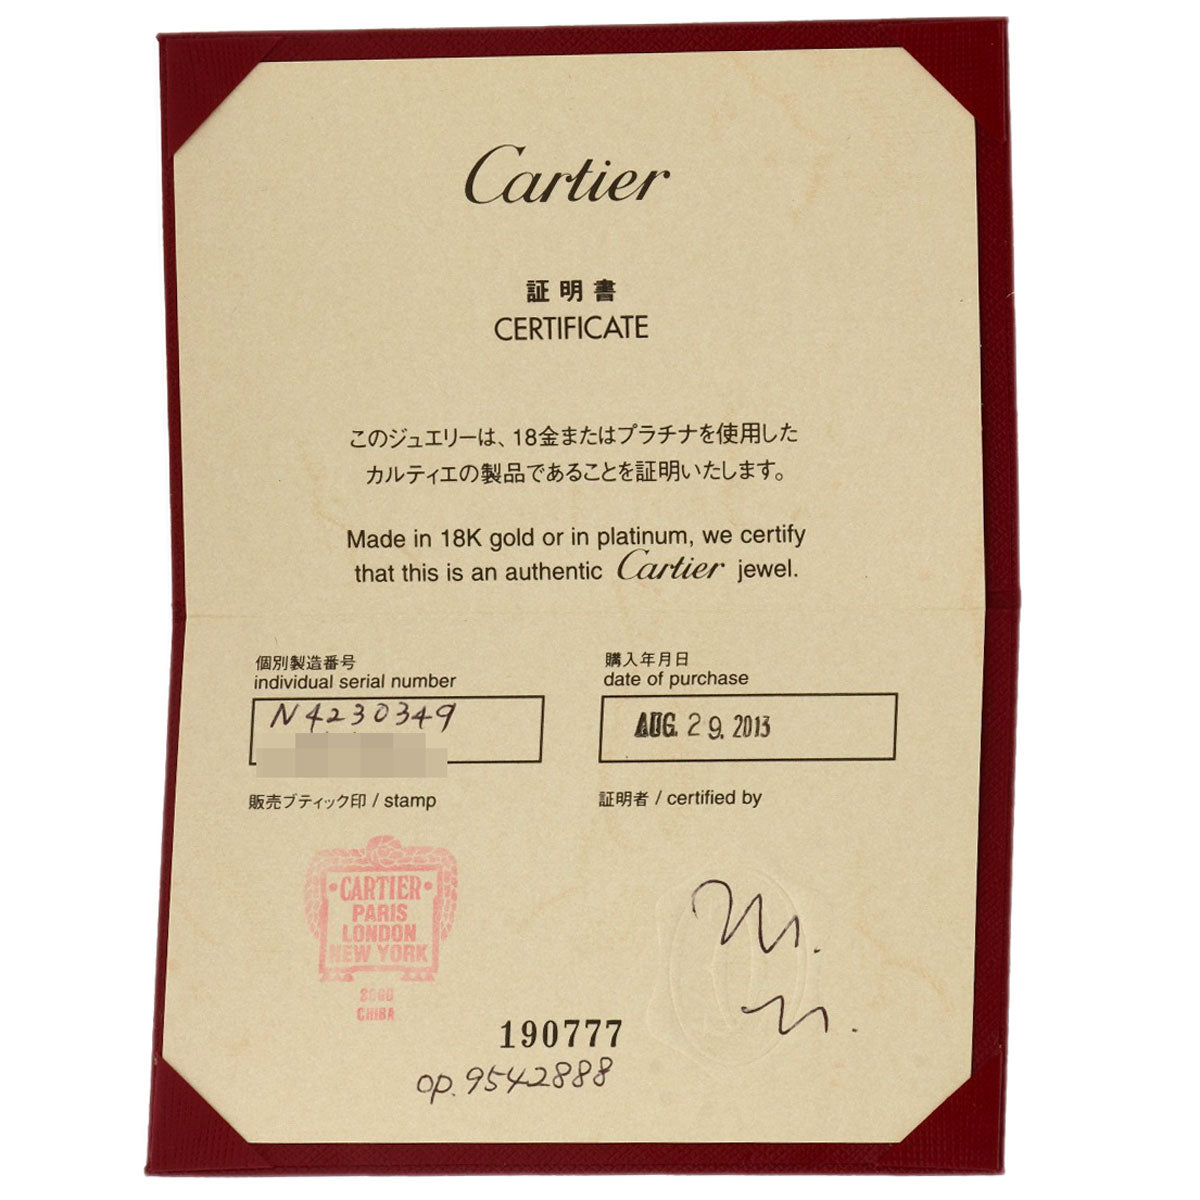 Cartier
証明書
CERTIFICATE
このジュエリーは、18金またはプラチナを使用した
カルティエの製品であることを証明いたします。
Made in 18K gold or in platinum, we certify
that this is an authentic Cartier jewel.
個別製造番号
individual serial number
N4230349
購入年月日
date of purchase
AUG. 29. 2013
販売ブティック印 / stamp
証明者 / certified by
·CARTIER·
PARIS
LONDON
NEW YORK
CHIBA
190777
op.9542888